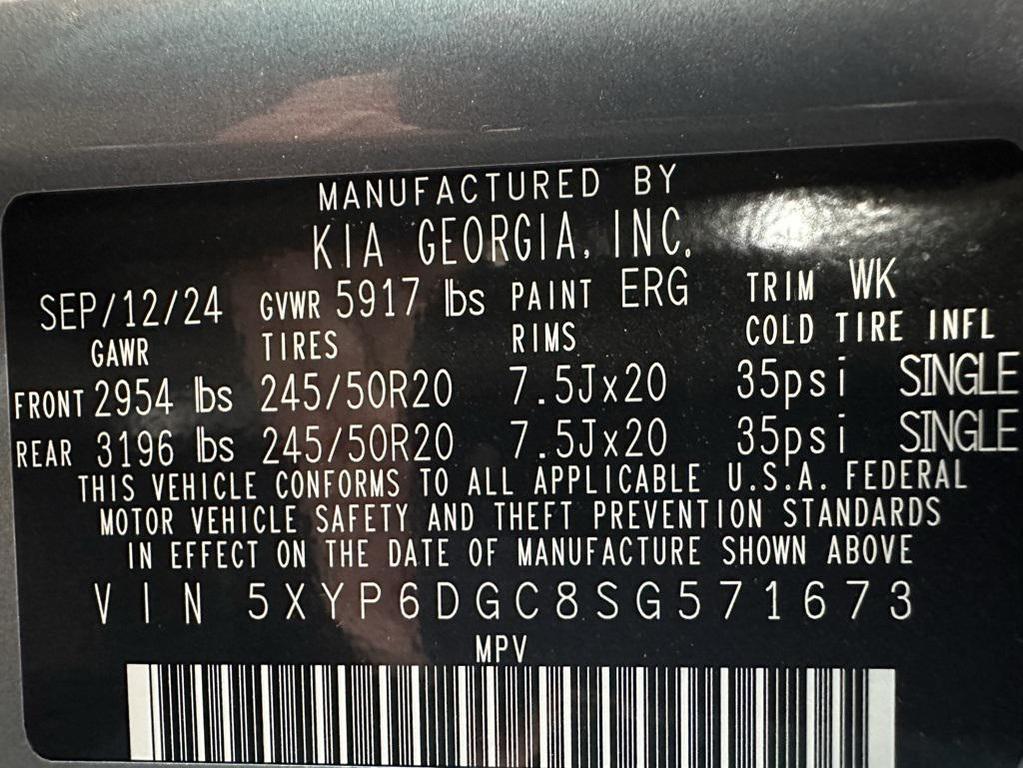 MANUFACTURED BY
KIA GEORGIA, INC.
SEP/12/24 GVWR 5917 lbs PAINT ERG TRIM WK
GAWR TIRES RIMS COLD TIRE INFL
FRONT 2954 lbs 245/50R20 7.5Jx20 35psi SINGLE
REAR 3196 lbs 245/50R20 7.5Jx20 35psi SINGLE
THIS VEHICLE CONFORMS TO ALL APPLICABLE U.S.A. FEDERAL
MOTOR VEHICLE SAFETY AND THEFT PREVENTION STANDARDS
IN EFFECT ON THE DATE OF MANUFACTURE SHOWN ABOVE
VIN 5XYP6DGC8SG571673
MPV